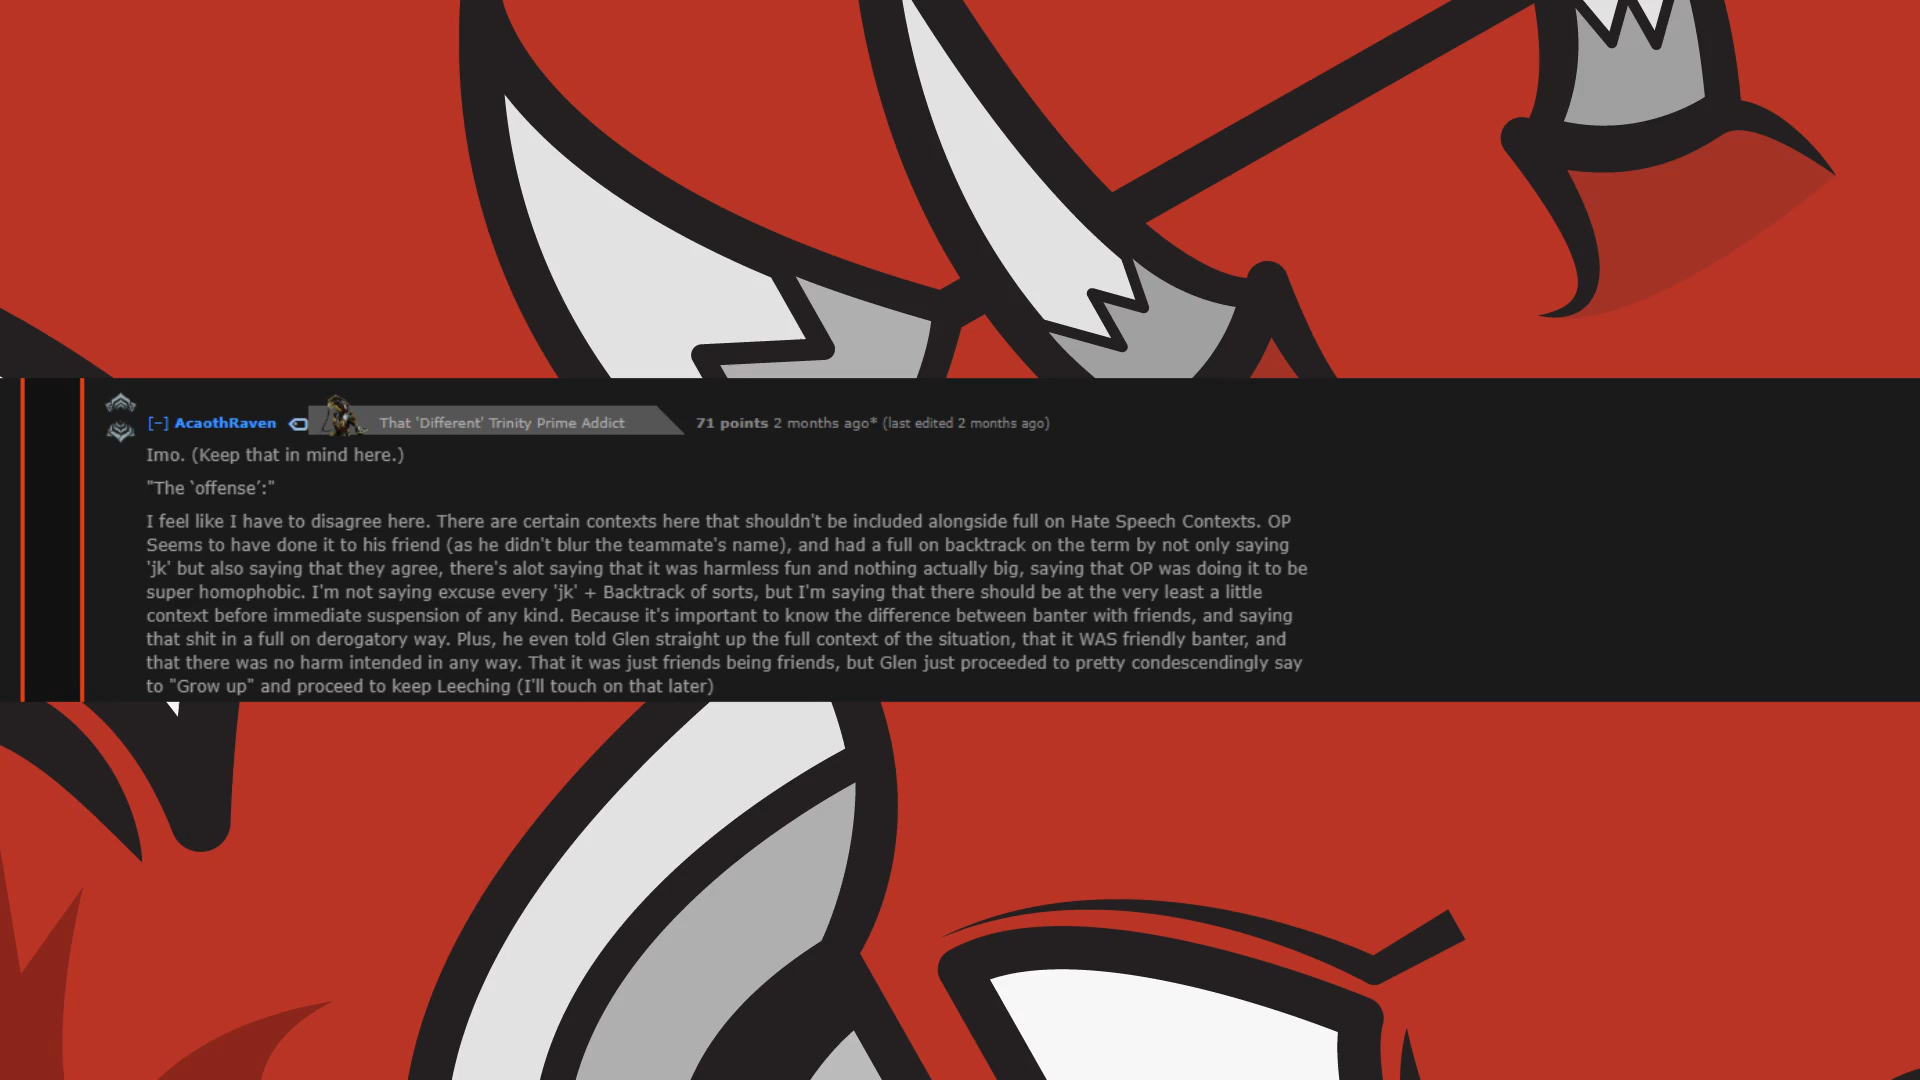 [−] AcaothRaven That 'Different' Trinity Prime Addict 71 points 2 months ago* (last edited 2 months ago)
Imo. (Keep that in mind here.)
"The `offense´:"
I feel like I have to disagree here. There are certain contexts here that shouldn't be included alongside full on Hate Speech Contexts. OP
Seems to have done it to his friend (as he didn't blur the teammate's name), and had a full on backtrack on the term by not only saying
'jk' but also saying that they agree, there's alot saying that it was harmless fun and nothing actually big, saying that OP was doing it to be
super homophobic. I'm not saying excuse every 'jk' + Backtrack of sorts, but I'm saying that there should be at the very least a little
context before immediate suspension of any kind. Because it's important to know the difference between banter with friends, and saying
that shit in a full on derogatory way. Plus, he even told Glen straight up the full context of the situation, that it WAS friendly banter, and
that there was no harm intended in any way. That it was just friends being friends, but Glen just proceeded to pretty condescendingly say
to "Grow up" and proceed to keep Leeching (I'll touch on that later)